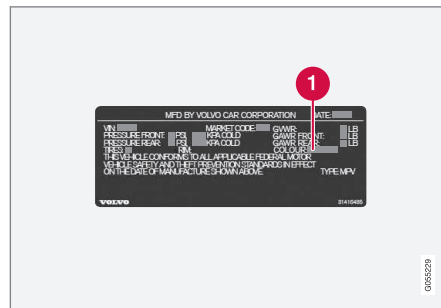 1
MFD BY VOLVO CAR CORPORATION DATE:
VIN: MARKET CODE: GVWR: LB
PRESSURE FRONT: PSI, KPA COLD GAWR FRONT: LB
PRESSURE REAR: PSI, KPA COLD GAWR REAR: LB
TIRES: RIM: COLOUR:
THIS VEHICLE CONFORMS TO ALL APPLICABLE FEDERAL MOTOR
VEHICLE SAFETY AND THEFT PREVENTION STANDARDS IN EFFECT
ON THE DATE OF MANUFACTURE SHOWN ABOVE. TYPE: MPV
VOLVO 31416485
G055229